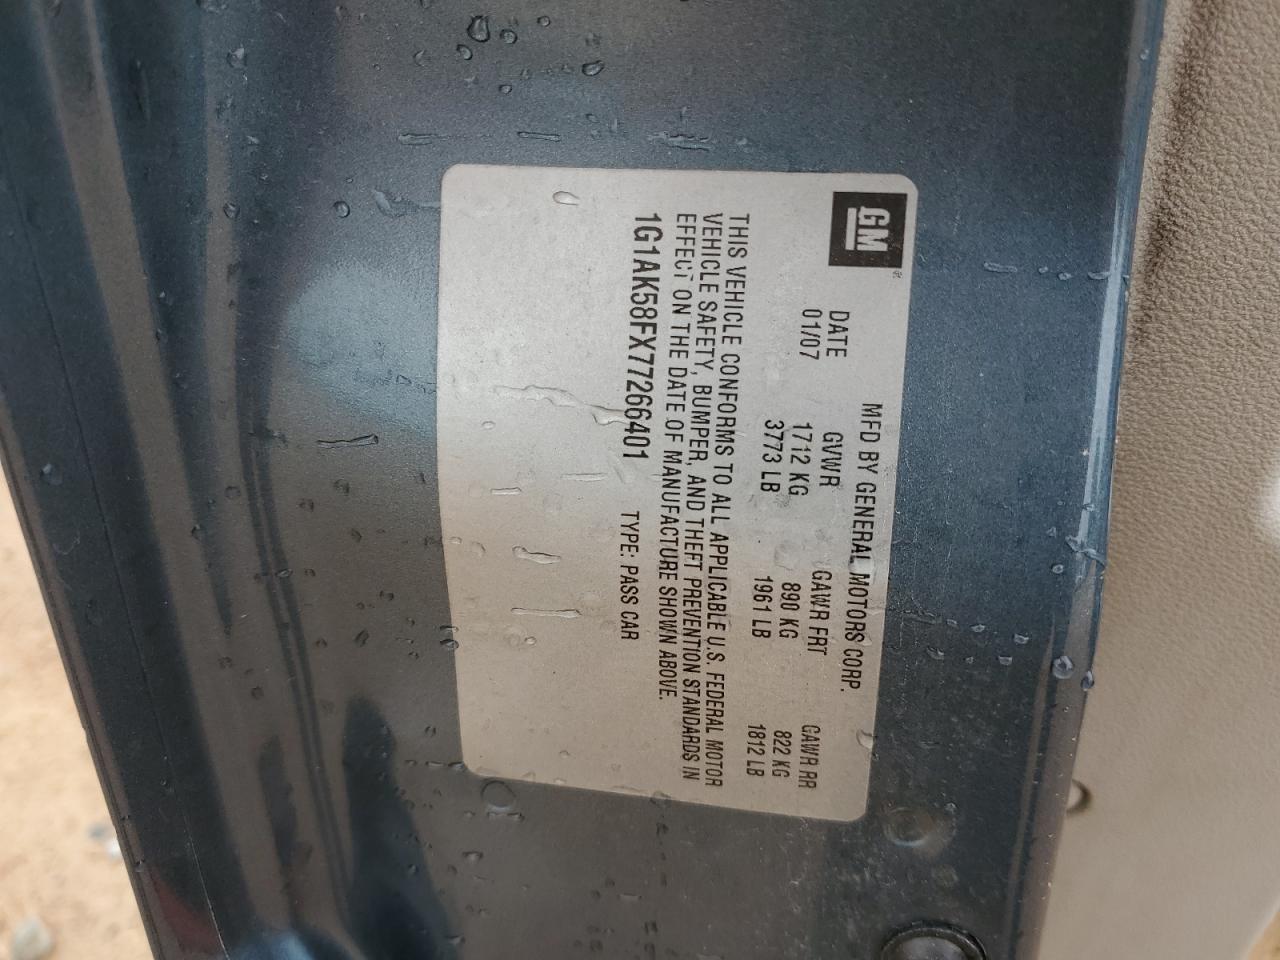 GM®
MFD BY GENERAL MOTORS CORP.
DATE GVWR GAWR FRT GAWR RR
01/07 1712 KG 890 KG 822 KG
3773 LB 1961 LB 1812 LB
THIS VEHICLE CONFORMS TO ALL APPLICABLE U.S. FEDERAL MOTOR
VEHICLE SAFETY, BUMPER, AND THEFT PREVENTION STANDARDS IN
EFFECT ON THE DATE OF MANUFACTURE SHOWN ABOVE.
1G1AK58FX77266401 TYPE: PASS CAR